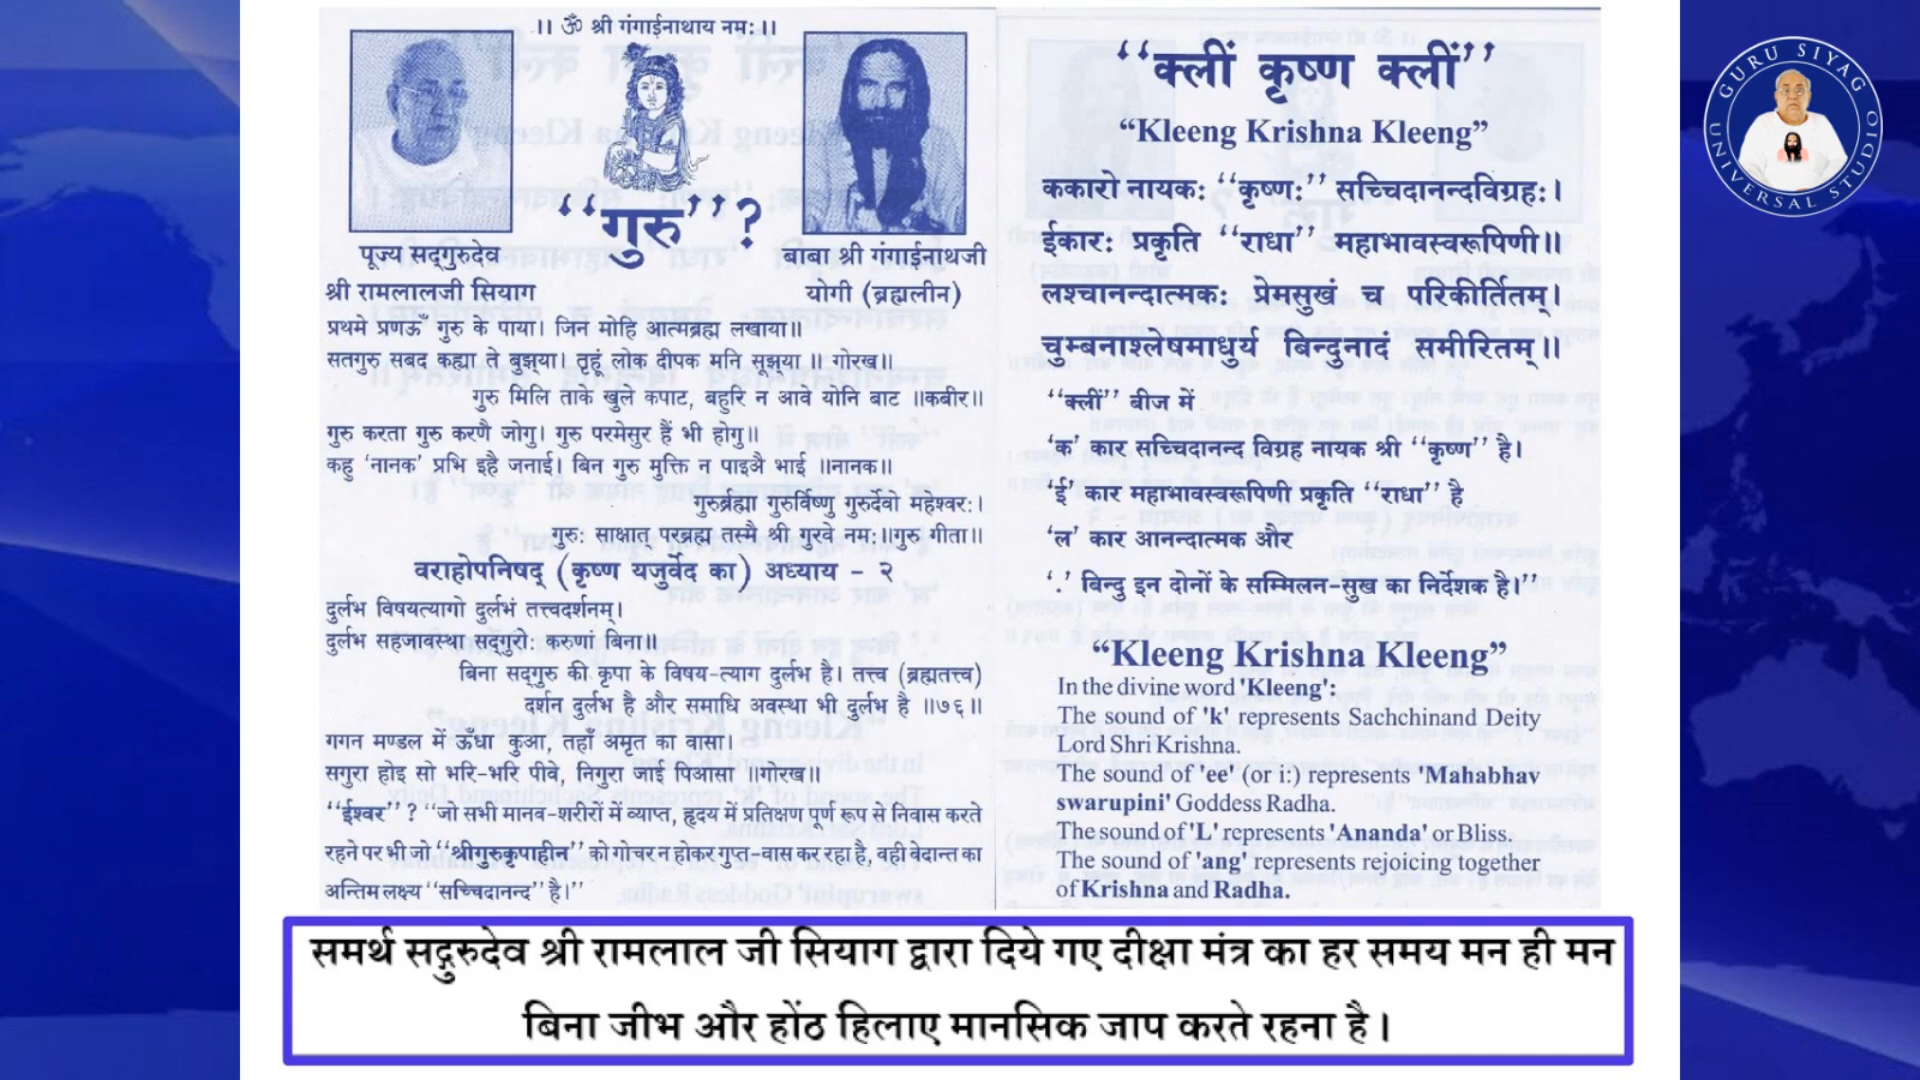 ।। ॐ श्री गंगाईनाथाय नमः ।।
‘‘गुरु’’ ?
पूज्य सद्‌गुरुदेव
श्री रामलालजी सियाग
बाबा श्री गंगाईनाथजी
योगी (ब्रह्मलीन)
प्रथमे प्रणऊँ गुरु के पाया। जिन मोहि आत्मब्रह्म लखाया॥
सतगुरु सबद कह्या ते बुझ्या। तृहूं लोक दीपक मनि सूझ्या ॥ गोरख॥
गुरु मिलि ताके खुले कपाट, बहुरि न आवे योनि बाट ॥कबीर॥
गुरु करता गुरु करणै जोगु। गुरु परमेसुर हैं भी होगु॥
कहु ‘नानक’ प्रभि इहै जनाई। बिन गुरु मुक्ति न पाइअै भाई ॥नानक॥
गुरुर्ब्रह्मा गुरुर्विष्णु गुरुर्देवो महेश्वरः।
गुरुः साक्षात् परब्रह्म तस्मै श्री गुरवे नमः॥गुरु गीता॥
वराहोपनिषद् (कृष्ण यजुर्वेद का) अध्याय - २
दुर्लभ विषयत्यागो दुर्लभं तत्त्वदर्शनम्।
दुर्लभ सहजावस्था सद्‌गुरोः करुणां बिना॥
बिना सद्‌गुरु की कृपा के विषय-त्याग दुर्लभ है। तत्त्व (ब्रह्मतत्त्व)
दर्शन दुर्लभ है और समाधि अवस्था भी दुर्लभ है ॥७६॥
गगन मण्डल में ऊँधा कुआ, तहाँ अमृत का वासा।
सगुरा होइ सो भरि-भरि पीवे, निगुरा जाई पिआसा ॥गोरख॥
‘‘ईश्वर’’ ? ‘‘जो सभी मानव-शरीरों में व्याप्त, हृदय में प्रतिक्षण पूर्ण रूप से निवास करते
रहने पर भी जो ‘‘श्रीगुरुकृपाहीन’’ को गोचर न होकर गुप्त-वास कर रहा है, वही वेदान्त का
अन्तिम लक्ष्य ‘‘सच्चिदानन्द’’ है।’’
‘‘क्लीं कृष्ण क्लीं’’
“Kleeng Krishna Kleeng”
ककारो नायकः ‘‘कृष्णः’’ सच्चिदानन्दविग्रहः।
ईकारः प्रकृति ‘‘राधा’’ महाभावस्वरूपिणी॥
लश्चानन्दात्मकः प्रेमसुखं च परिकीर्तितम्।
चुम्बनाश्लेषमाधुर्य बिन्दुनादं समीरितम्॥
‘‘क्लीं’’ बीज में
‘क’ कार सच्चिदानन्द विग्रह नायक श्री ‘‘कृष्ण’’ है।
‘ई’ कार महाभावस्वरूपिणी प्रकृति ‘‘राधा’’ है
‘ल’ कार आनन्दात्मक और
‘.’ बिन्दु इन दोनों के सम्मिलन-सुख का निर्देशक है।’’
“Kleeng Krishna Kleeng”
In the divine word 'Kleeng':
The sound of 'k' represents Sachchinand Deity
Lord Shri Krishna.
The sound of 'ee' (or i:) represents 'Mahabhav
swarupini' Goddess Radha.
The sound of 'L' represents 'Ananda' or Bliss.
The sound of 'ang' represents rejoicing together
of Krishna and Radha.
समर्थ सद्गुरुदेव श्री रामलाल जी सियाग द्वारा दिये गए दीक्षा मंत्र का हर समय मन ही मन
बिना जीभ और होंठ हिलाए मानसिक जाप करते रहना है।
GURU SIYAG
UNIVERSAL STUDIO